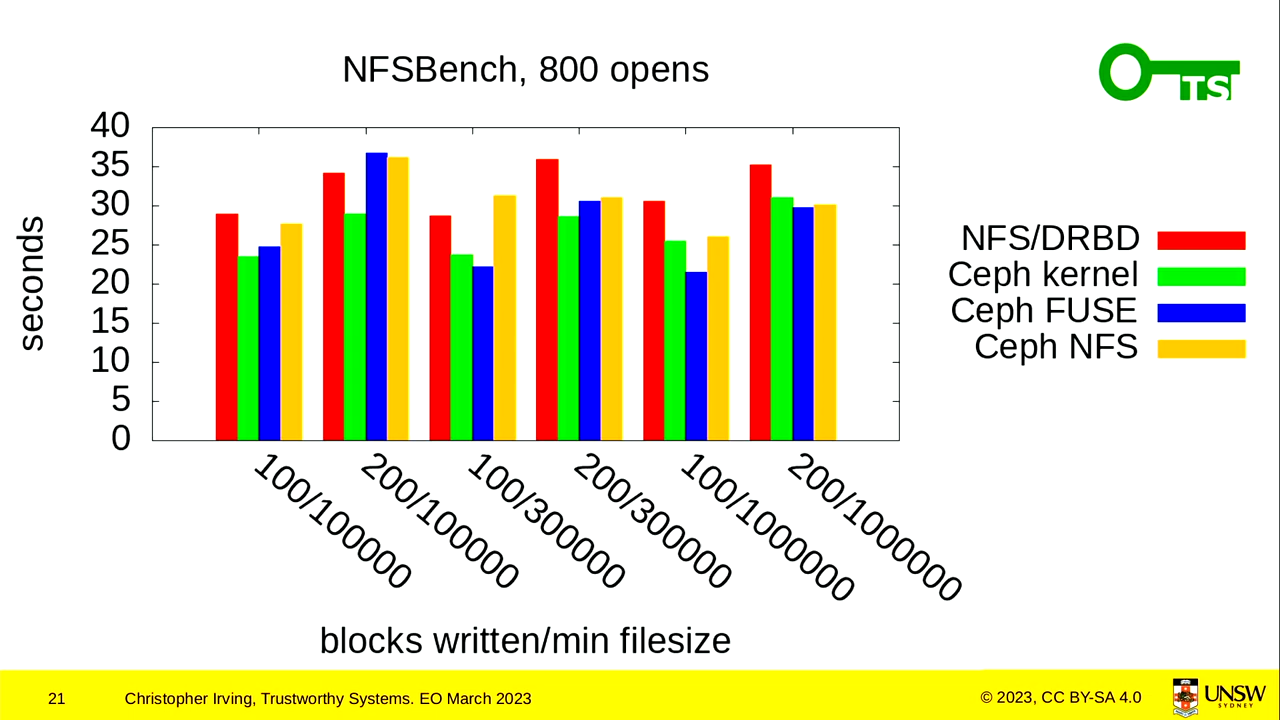 NFSBench, 800 opens
TS
40
35
30
25
20
15
10
5
0
seconds
NFS/DRBD
Ceph kernel
Ceph FUSE
Ceph NFS
100/100000
200/100000
100/300000
200/300000
100/1000000
200/1000000
blocks written/min filesize
21
Christopher Irving, Trustworthy Systems. EO March 2023
© 2023, CC BY-SA 4.0
UNSW
SYDNEY